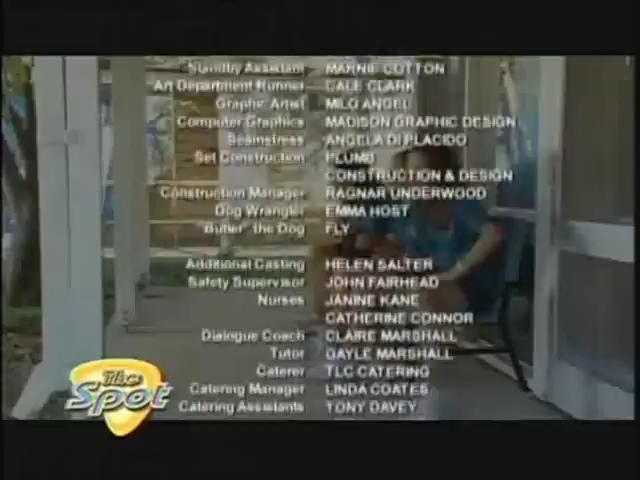 Standby Assistant MARNIE COTTON
Art Department Runner CALE CLARK
Graphic Artist MILO ANGEL
Computer Graphics MADISON GRAPHIC DESIGN
Seamstress ANGELA DI PLACIDO
Set Construction PLUMB
CONSTRUCTION & DESIGN
Construction Manager RAGNAR UNDERWOOD
Dog Wrangler EMMA HOST
"Butler" the Dog FLY
Additional Casting HELEN SALTER
Safety Supervisor JOHN FAIRHEAD
Nurses JANINE KANE
CATHERINE CONNOR
Dialogue Coach CLAIRE MARSHALL
Tutor GAYLE MARSHALL
Caterer TLC CATERING
Catering Manager LINDA COATES
Catering Assistants TONY DAVEY
The Spot